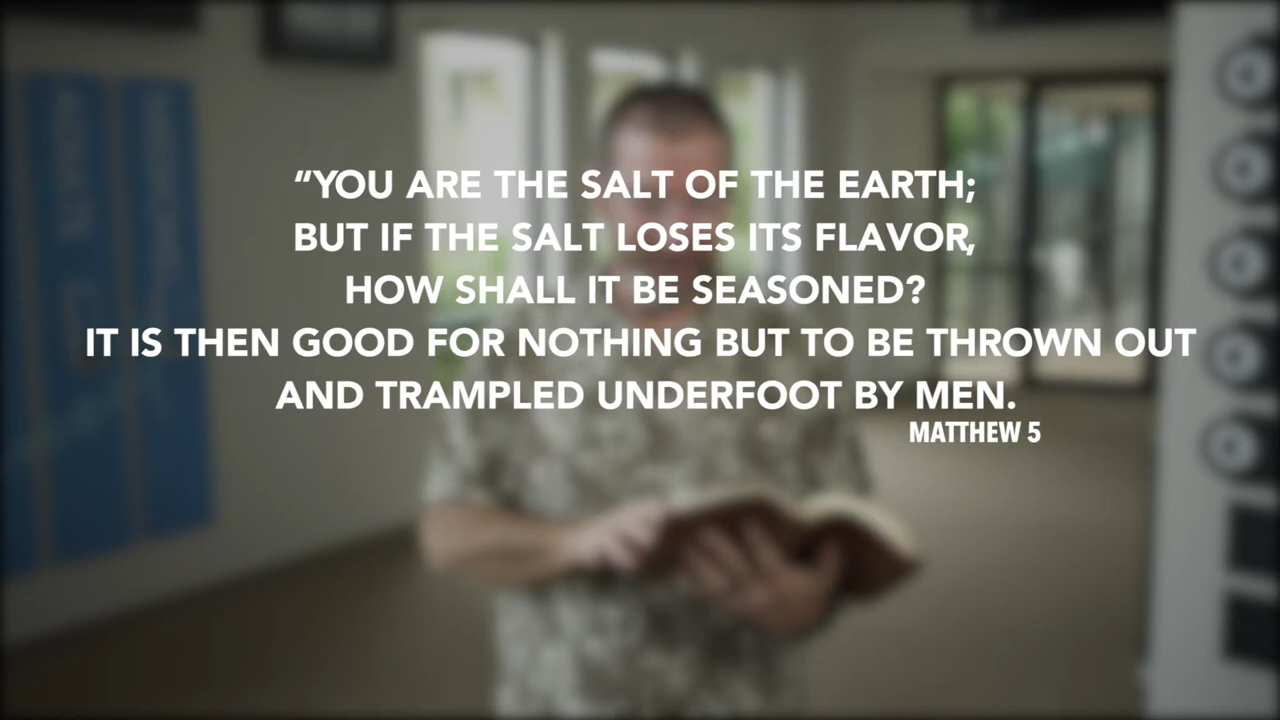 “YOU ARE THE SALT OF THE EARTH;
BUT IF THE SALT LOSES ITS FLAVOR,
HOW SHALL IT BE SEASONED?
IT IS THEN GOOD FOR NOTHING BUT TO BE THROWN OUT
AND TRAMPLED UNDERFOOT BY MEN.
MATTHEW 5